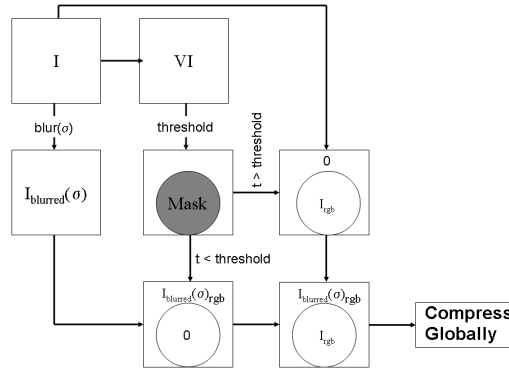 I
VI
blur(σ)
threshold
t > threshold
I_blurred(σ)
Mask
0
I_rgb
t < threshold
I_blurred(σ)_rgb
0
I_blurred(σ)_rgb
I_rgb
Compress
Globally